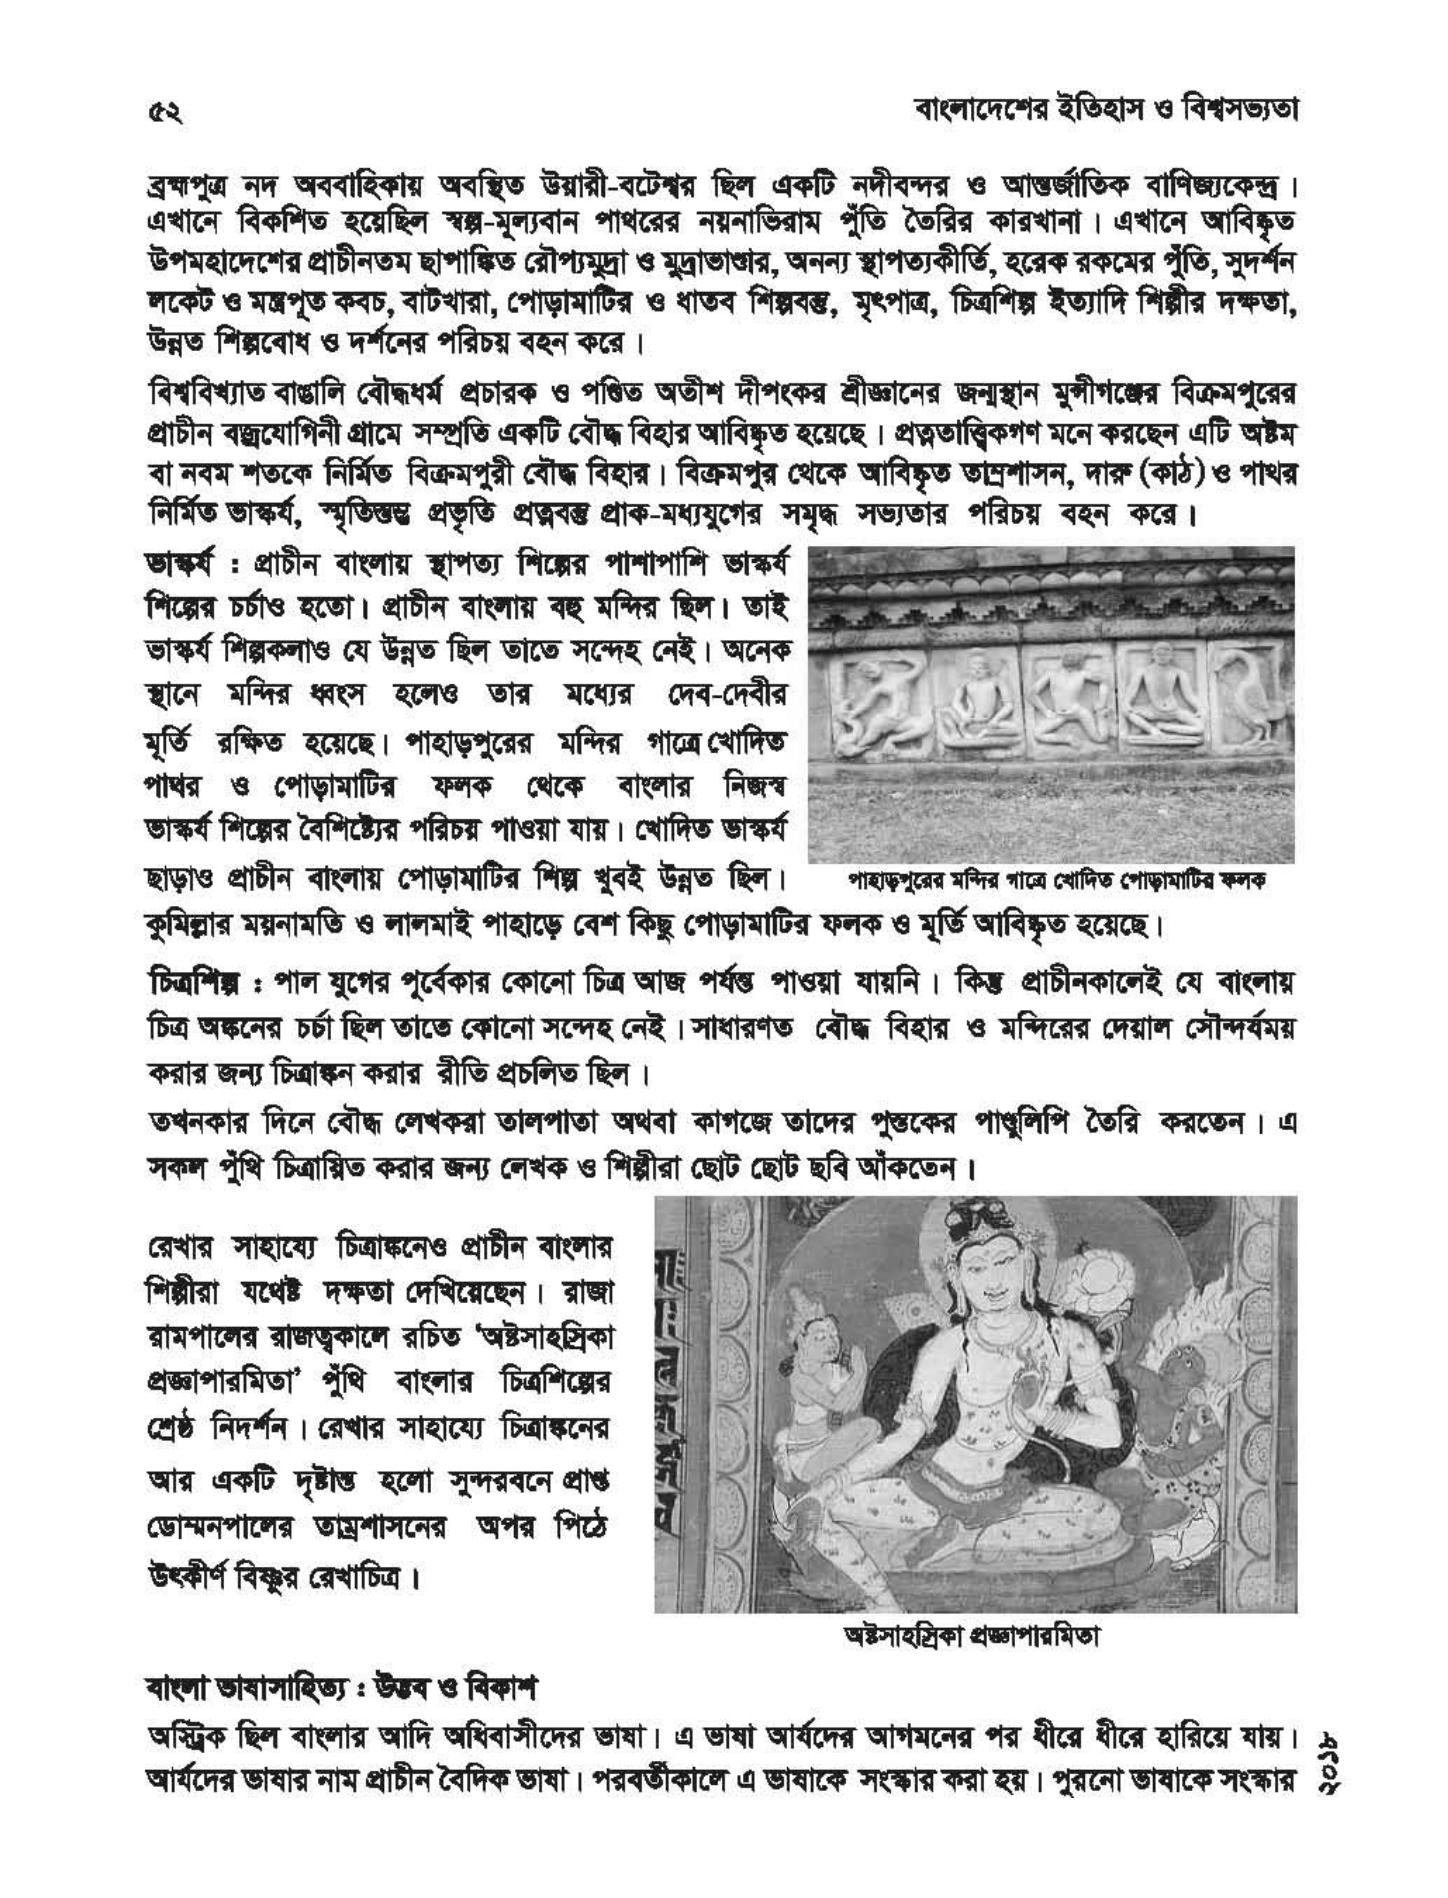 ৫২
বাংলাদেশের ইতিহাস ও বিশ্বসভ্যতা
ব্রহ্মপুত্র নদ অববাহিকায় অবস্থিত উয়ারী-বটেশ্বর ছিল একটি নদীবন্দর ও আন্তর্জাতিক বাণিজ্যকেন্দ্র।
এখানে বিকশিত হয়েছিল স্বল্প-মূল্যবান পাথরের নয়নাভিরাম পুঁতি তৈরির কারখানা। এখানে আবিষ্কৃত
উপমহাদেশের প্রাচীনতম ছাপাঙ্কিত রৌপ্যমুদ্রা ও মুদ্রাভাণ্ডার, অনন্য স্থাপত্যকীর্তি, হরেক রকমের পুঁতি, সুদর্শন
লকেট ও মন্ত্রপূত কবচ, বাটখারা, পোড়ামাটির ও ধাতব শিল্পবস্তু, মৃৎপাত্র, চিত্রশিল্প ইত্যাদি শিল্পীর দক্ষতা,
উন্নত শিল্পবোধ ও দর্শনের পরিচয় বহন করে।
বিশ্ববিখ্যাত বাঙালি বৌদ্ধধর্ম প্রচারক ও পণ্ডিত অতীশ দীপংকর শ্রীজ্ঞানের জন্মস্থান মুন্সীগঞ্জের বিক্রমপুরের
প্রাচীন বজ্রযোগিনী গ্রামে সম্প্রতি একটি বৌদ্ধ বিহার আবিষ্কৃত হয়েছে। প্রত্নতাত্ত্বিকগণ মনে করছেন এটি অষ্টম
বা নবম শতকে নির্মিত বিক্রমপুরী বৌদ্ধ বিহার। বিক্রমপুর থেকে আবিষ্কৃত তাম্রশাসন, দারু (কাঠ) ও পাথর
নির্মিত ভাস্কর্য, স্মৃতিস্তম্ভ প্রভৃতি প্রত্নবস্তু প্রাক-মধ্যযুগের সমৃদ্ধ সভ্যতার পরিচয় বহন করে।
ভাস্কর্য : প্রাচীন বাংলায় স্থাপত্য শিল্পের পাশাপাশি ভাস্কর্য
শিল্পের চর্চাও হতো। প্রাচীন বাংলায় বহু মন্দির ছিল। তাই
ভাস্কর্য শিল্পকলাও যে উন্নত ছিল তাতে সন্দেহ নেই। অনেক
স্থানে মন্দির ধ্বংস হলেও তার মধ্যের দেব-দেবীর
মূর্তি রক্ষিত হয়েছে। পাহাড়পুরের মন্দির গাত্রে খোদিত
পাথর ও পোড়ামাটির ফলক থেকে বাংলার নিজস্ব
ভাস্কর্য শিল্পের বৈশিষ্ট্যের পরিচয় পাওয়া যায়। খোদিত ভাস্কর্য
ছাড়াও প্রাচীন বাংলায় পোড়ামাটির শিল্প খুবই উন্নত ছিল।
কুমিল্লার ময়নামতি ও লালমাই পাহাড়ে বেশ কিছু পোড়ামাটির ফলক ও মূর্তি আবিষ্কৃত হয়েছে।
পাহাড়পুরের মন্দির গাত্রে খোদিত পোড়ামাটির ফলক
চিত্রশিল্প : পাল যুগের পূর্বেকার কোনো চিত্র আজ পর্যন্ত পাওয়া যায়নি। কিন্তু প্রাচীনকালেই যে বাংলায়
চিত্র অঙ্কনের চর্চা ছিল তাতে কোনো সন্দেহ নেই। সাধারণত বৌদ্ধ বিহার ও মন্দিরের দেয়াল সৌন্দর্যময়
করার জন্য চিত্রাঙ্কন করার রীতি প্রচলিত ছিল।
তখনকার দিনে বৌদ্ধ লেখকরা তালপাতা অথবা কাগজে তাদের পুস্তকের পাণ্ডুলিপি তৈরি করতেন। এ
সকল পুঁথি চিত্রায়িত করার জন্য লেখক ও শিল্পীরা ছোট ছোট ছবি আঁকতেন।
রেখার সাহায্যে চিত্রাঙ্কনেও প্রাচীন বাংলার
শিল্পীরা যথেষ্ট দক্ষতা দেখিয়েছেন। রাজা
রামপালের রাজত্বকালে রচিত ‘অষ্টসাহস্রিকা
প্রজ্ঞাপারমিতা’ পুঁথি বাংলার চিত্রশিল্পের
শ্রেষ্ঠ নিদর্শন। রেখার সাহায্যে চিত্রাঙ্কনের
আর একটি দৃষ্টান্ত হলো সুন্দরবনে প্রাপ্ত
ডোম্মনপালের তাম্রশাসনের অপর পিঠে
উৎকীর্ণ বিষ্ণুর রেখাচিত্র।
অষ্টসাহস্রিকা প্রজ্ঞাপারমিতা
বাংলা ভাষাসাহিত্য : উদ্ভব ও বিকাশ
অস্ট্রিক ছিল বাংলার আদি অধিবাসীদের ভাষা। এ ভাষা আর্যদের আগমনের পর ধীরে ধীরে হারিয়ে যায়।
আর্যদের ভাষার নাম প্রাচীন বৈদিক ভাষা। পরবর্তীকালে এ ভাষাকে সংস্কার করা হয়। পুরনো ভাষাকে সংস্কার
২০১৮